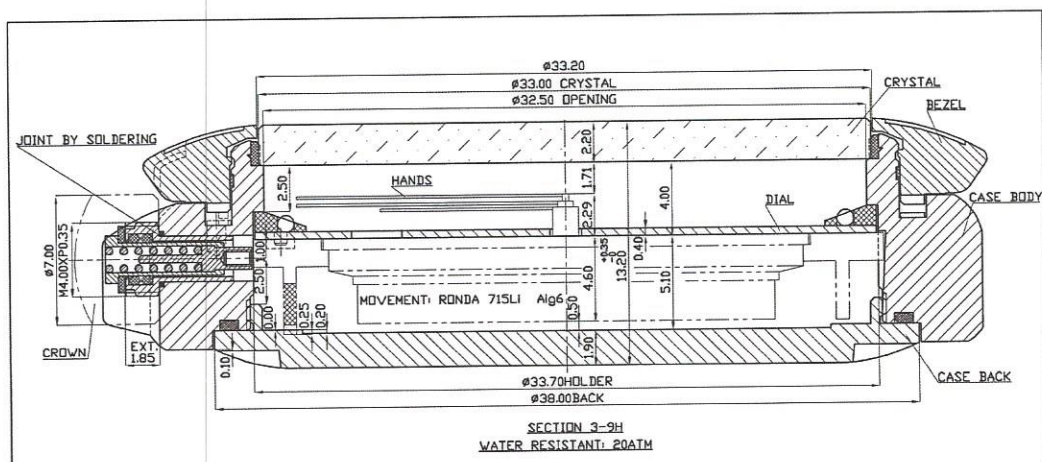 ø33.20
ø33.00 CRYSTAL
ø32.50 OPENING
CRYSTAL
BEZEL
JOINT BY SOLDERING
HANDS
2.50
2.20
1.71
2.29
4.00
DIAL
CASE BODY
ø7.00
M4.00XP0.35
1.00
2.50
0.00
0.25
0.20
4.60
+0.35
-0
13.20
0.40
5.10
MOVEMENT: RONDA 715Li Aig6
0.50
1.90
CROWN
EXT.
1.85
0.10
ø33.70HOLDER
ø38.00BACK
CASE BACK
SECTION 3-9H
WATER RESISTANT: 20ATM